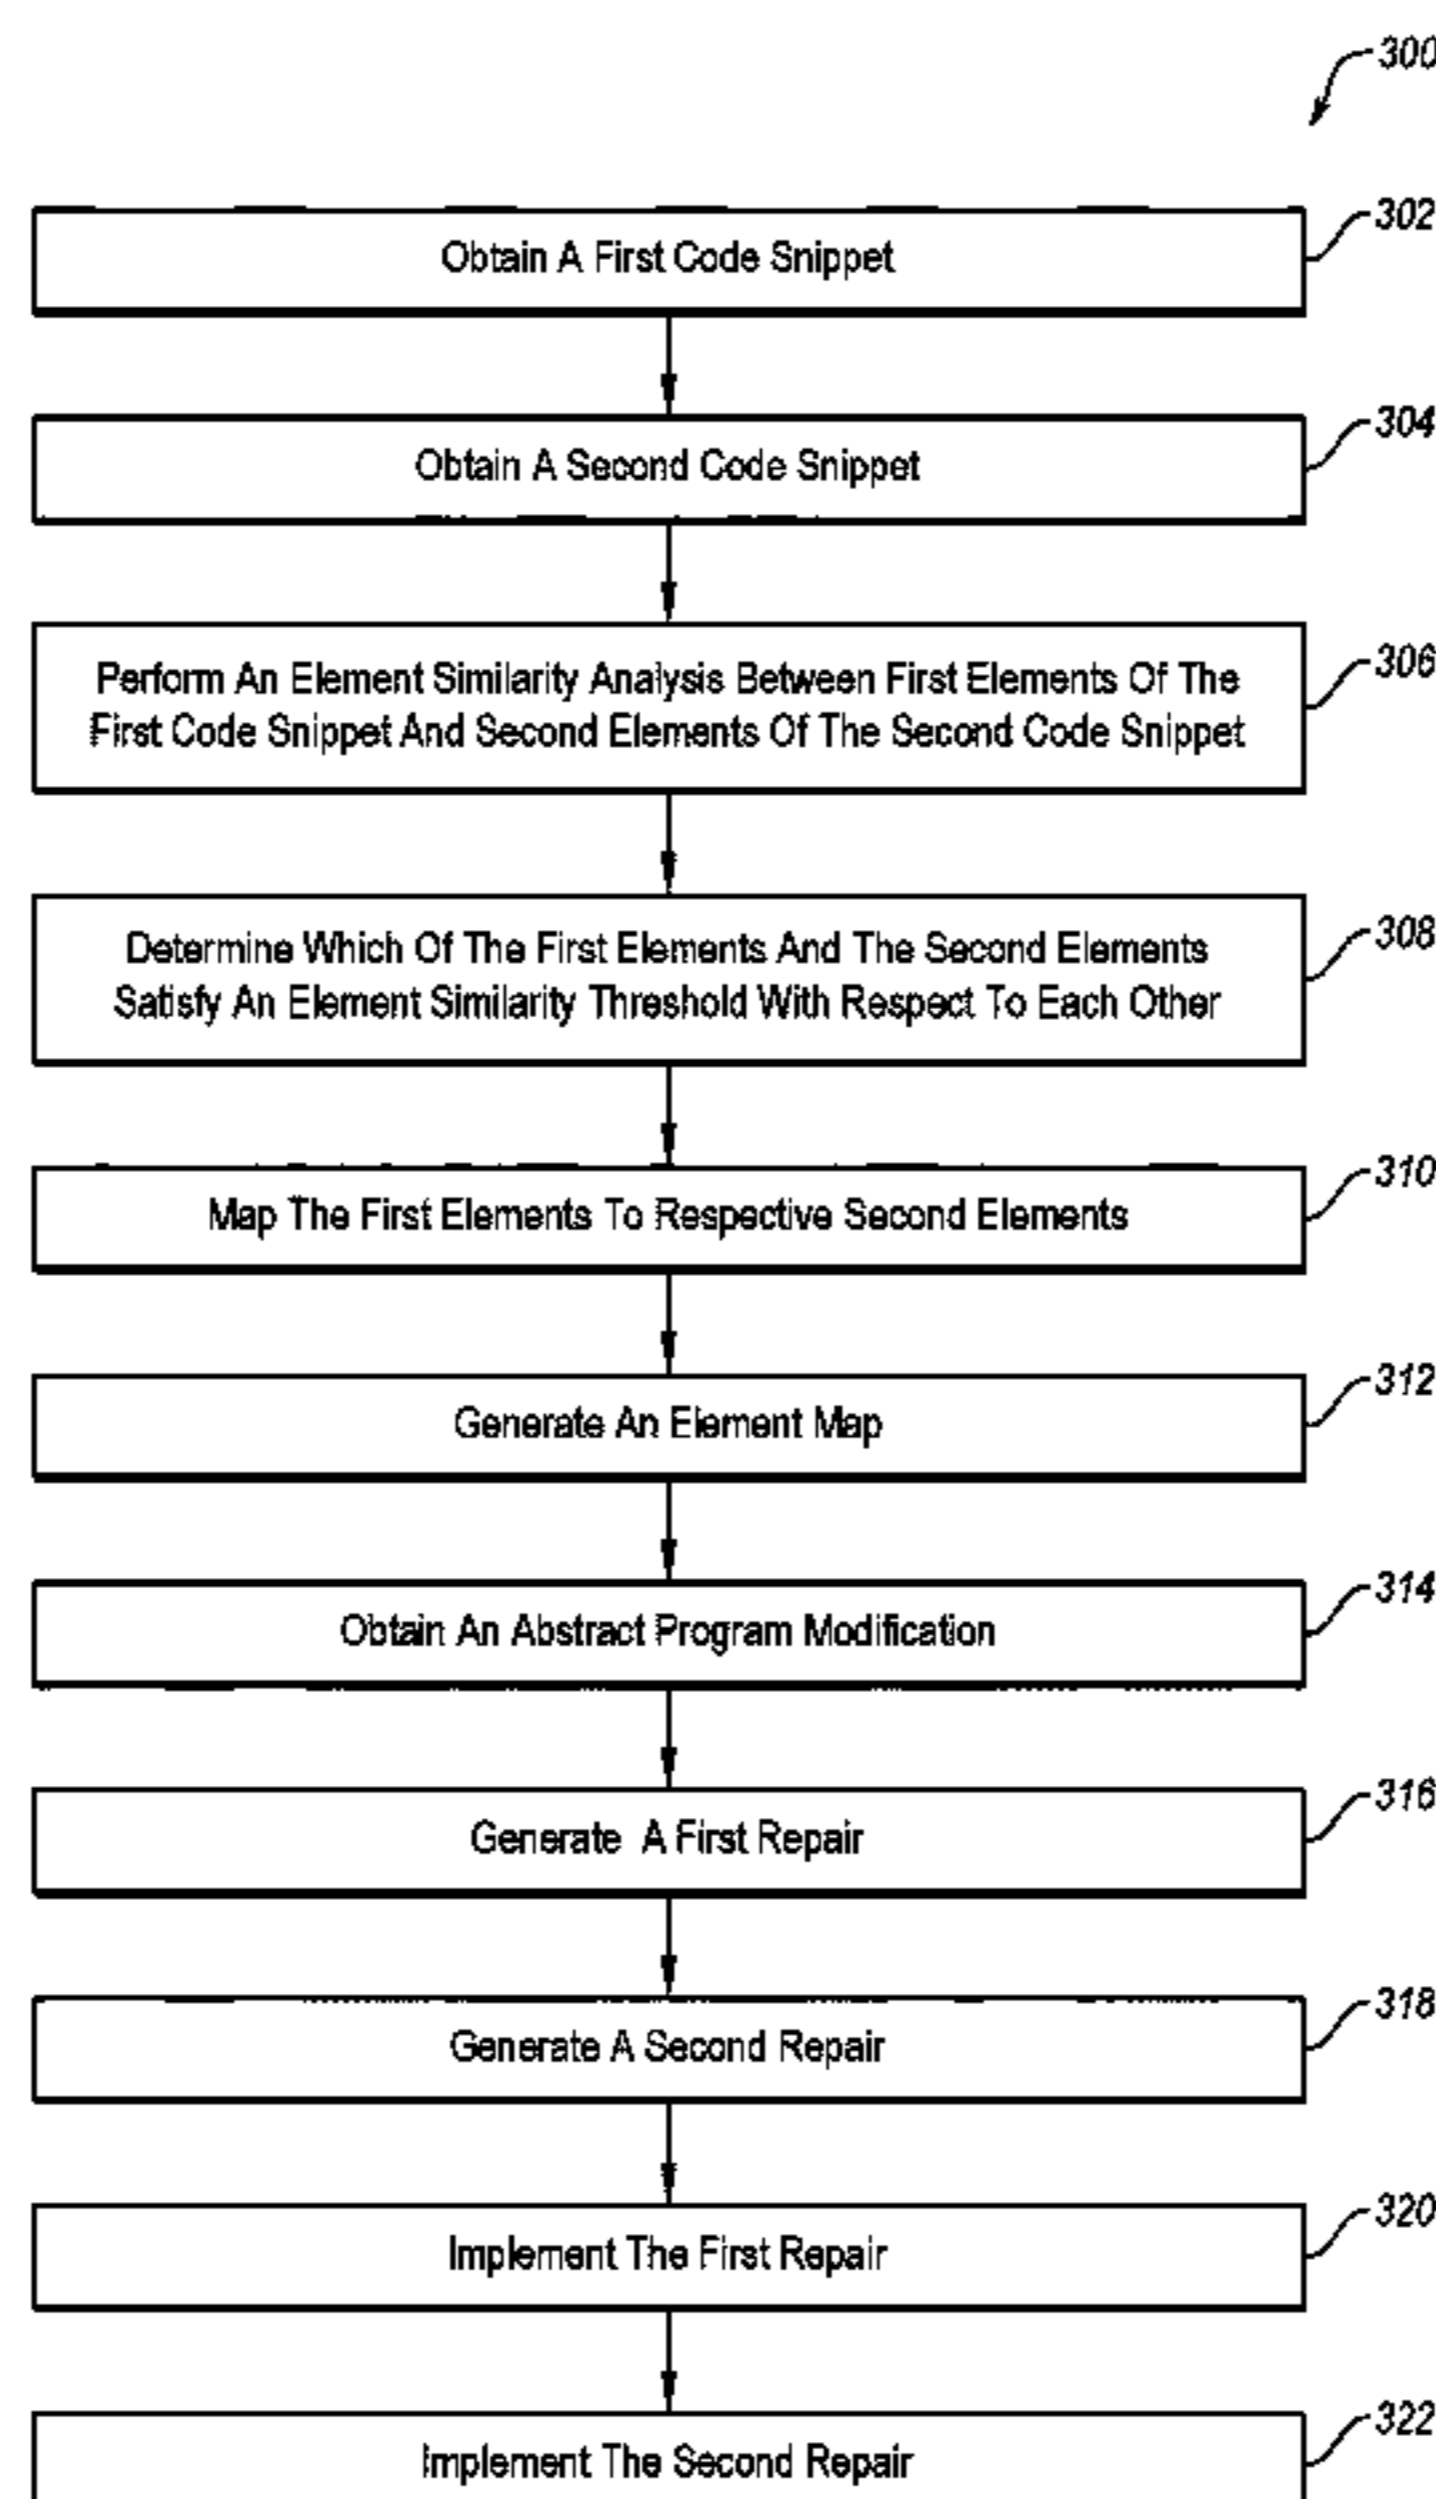 300
302
Obtain A First Code Snippet
304
Obtain A Second Code Snippet
306
Perform An Element Similarity Analysis Between First Elements Of The
First Code Snippet And Second Elements Of The Second Code Snippet
308
Determine Which Of The First Elements And The Second Elements
Satisfy An Element Similarity Threshold With Respect To Each Other
310
Map The First Elements To Respective Second Elements
312
Generate An Element Map
314
Obtain An Abstract Program Modification
316
Generate A First Repair
318
Generate A Second Repair
320
Implement The First Repair
322
Implement The Second Repair